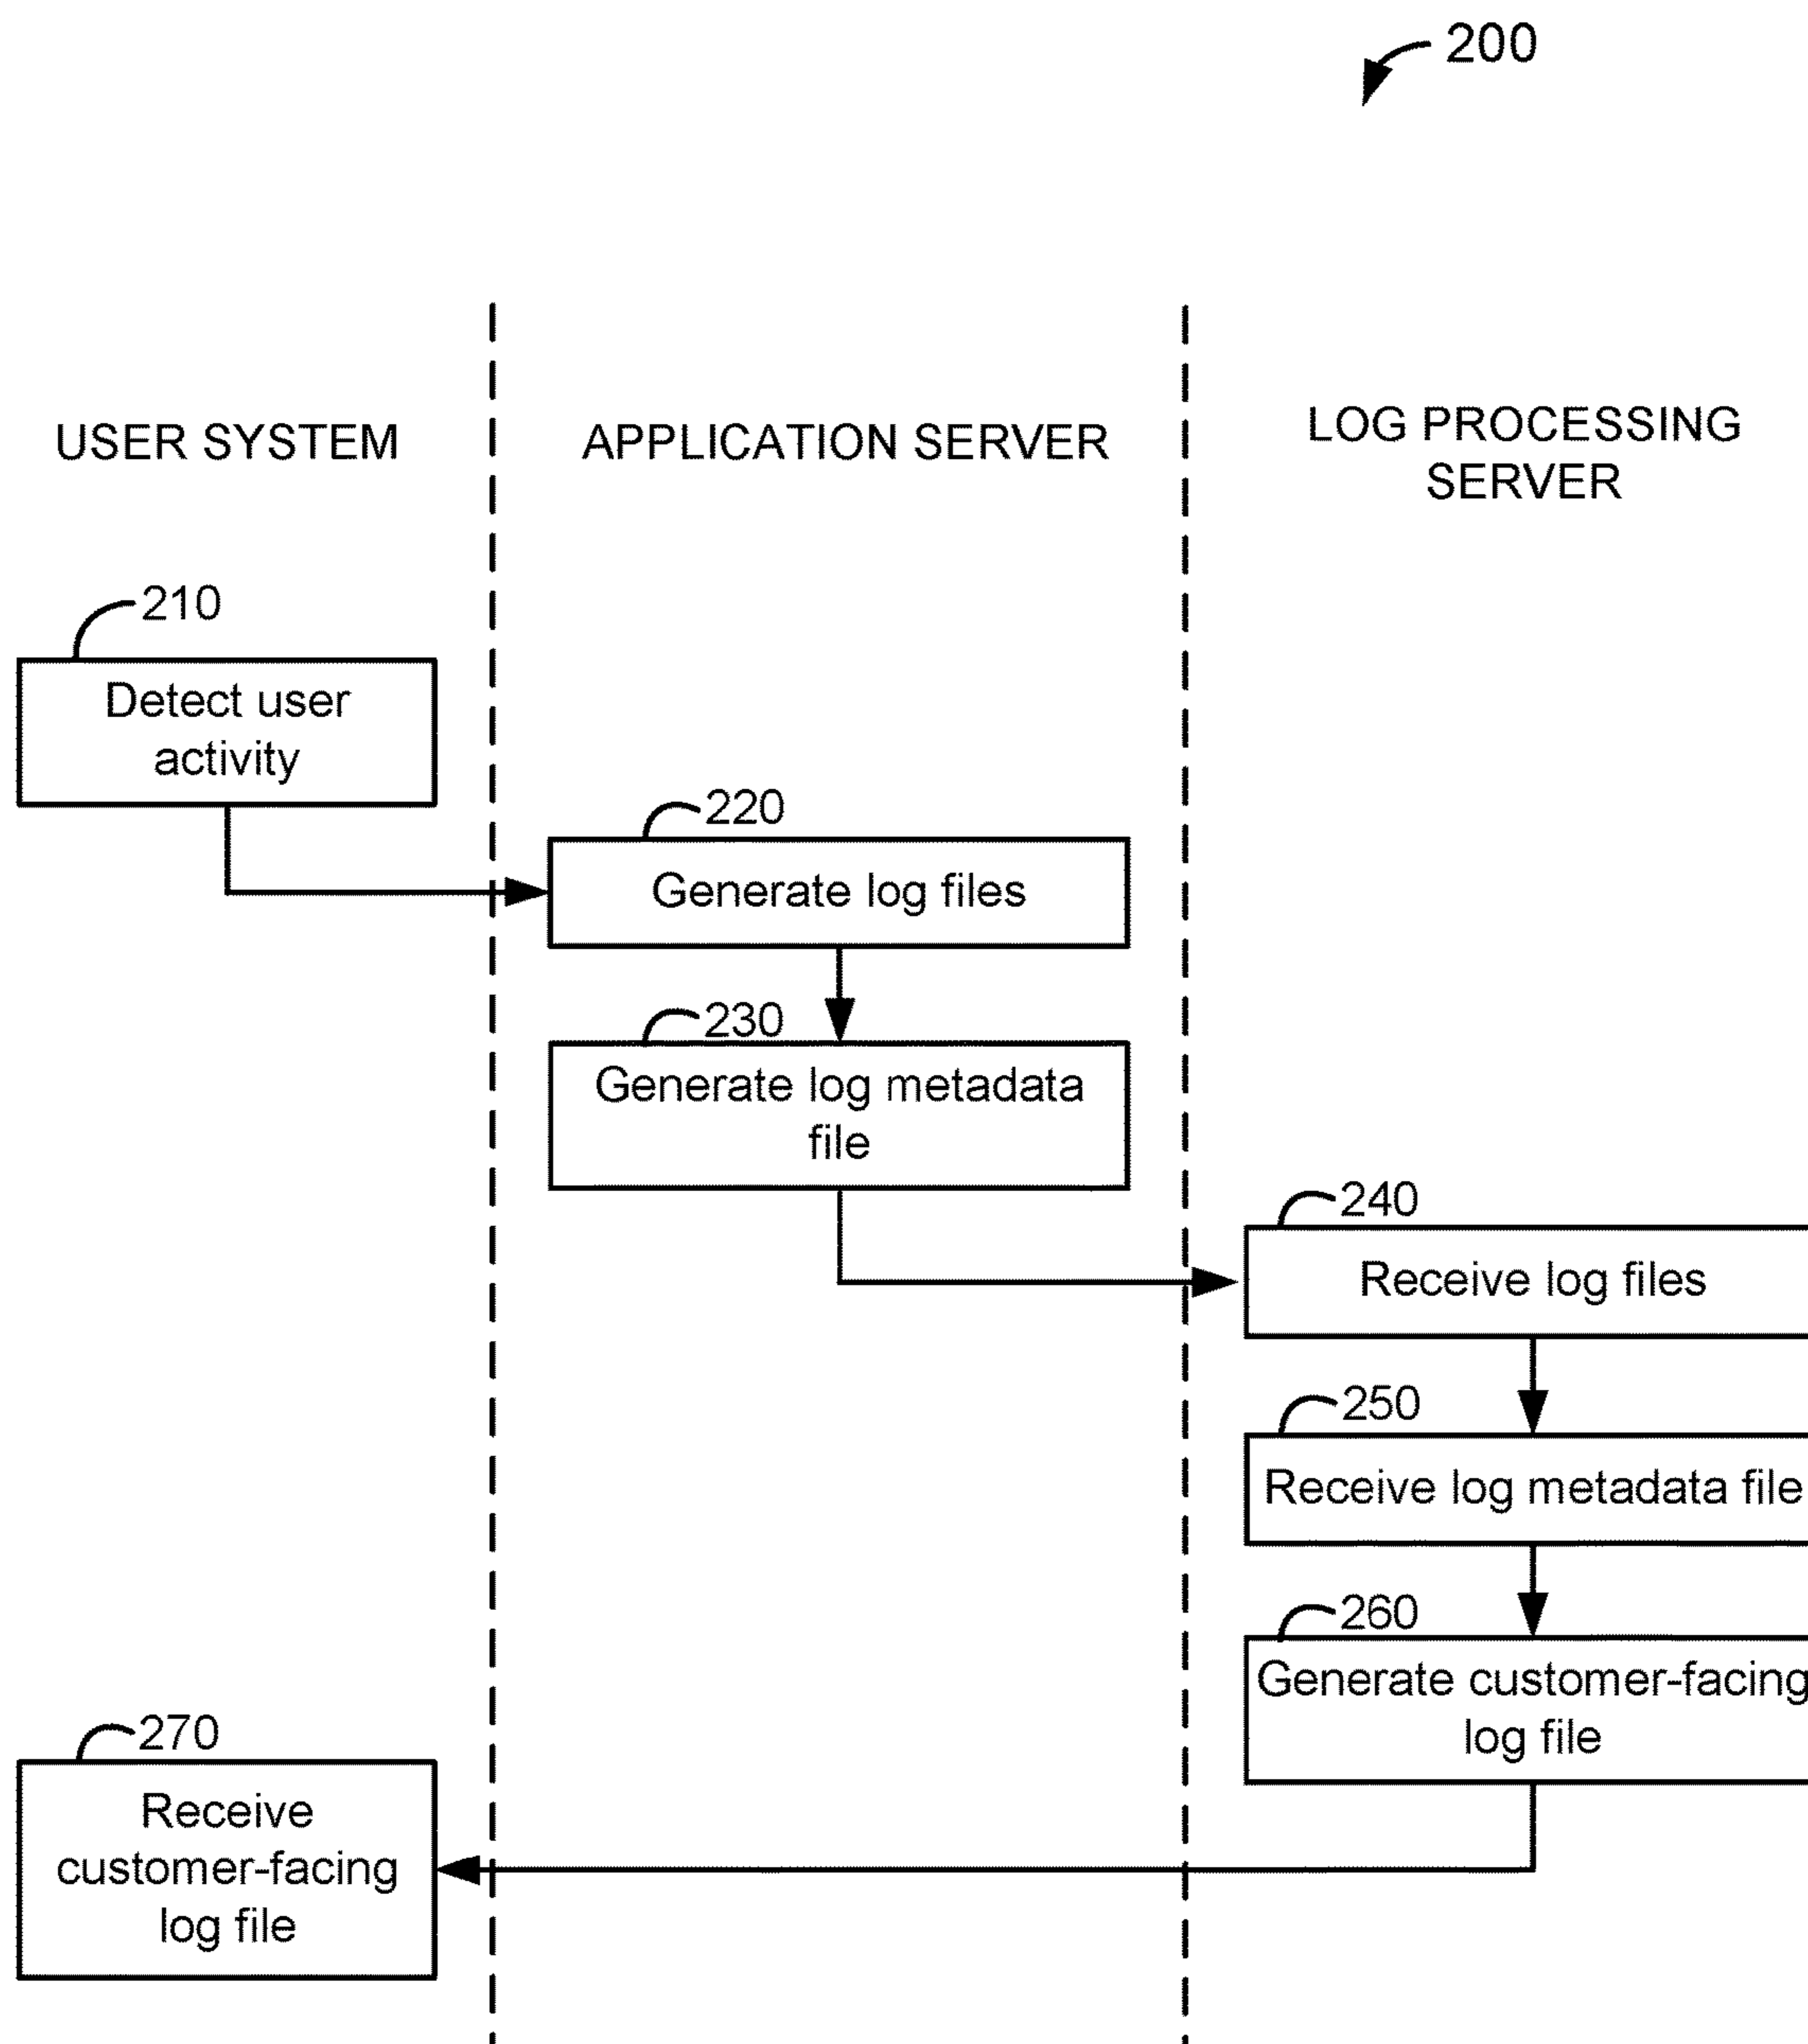 200
USER SYSTEM
APPLICATION SERVER
LOG PROCESSING
SERVER
210
Detect user
activity
220
Generate log files
230
Generate log metadata
file
240
Receive log files
250
Receive log metadata file
260
Generate customer-facing
log file
270
Receive
customer-facing
log file